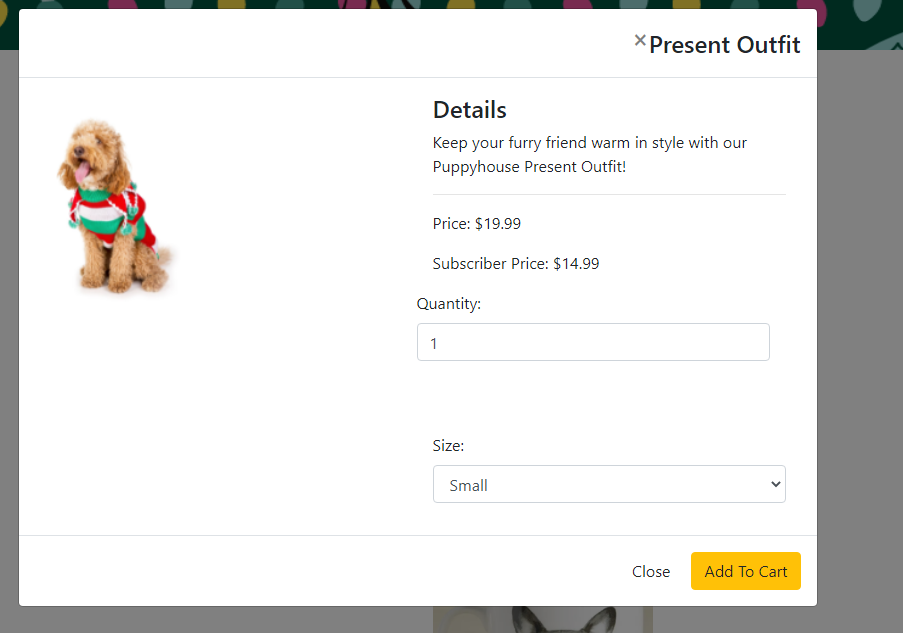 ×Present Outfit
Details
Keep your furry friend warm in style with our
Puppyhouse Present Outfit!
Price: $19.99
Subscriber Price: $14.99
Quantity:
1
Size:
Small
Close Add To Cart